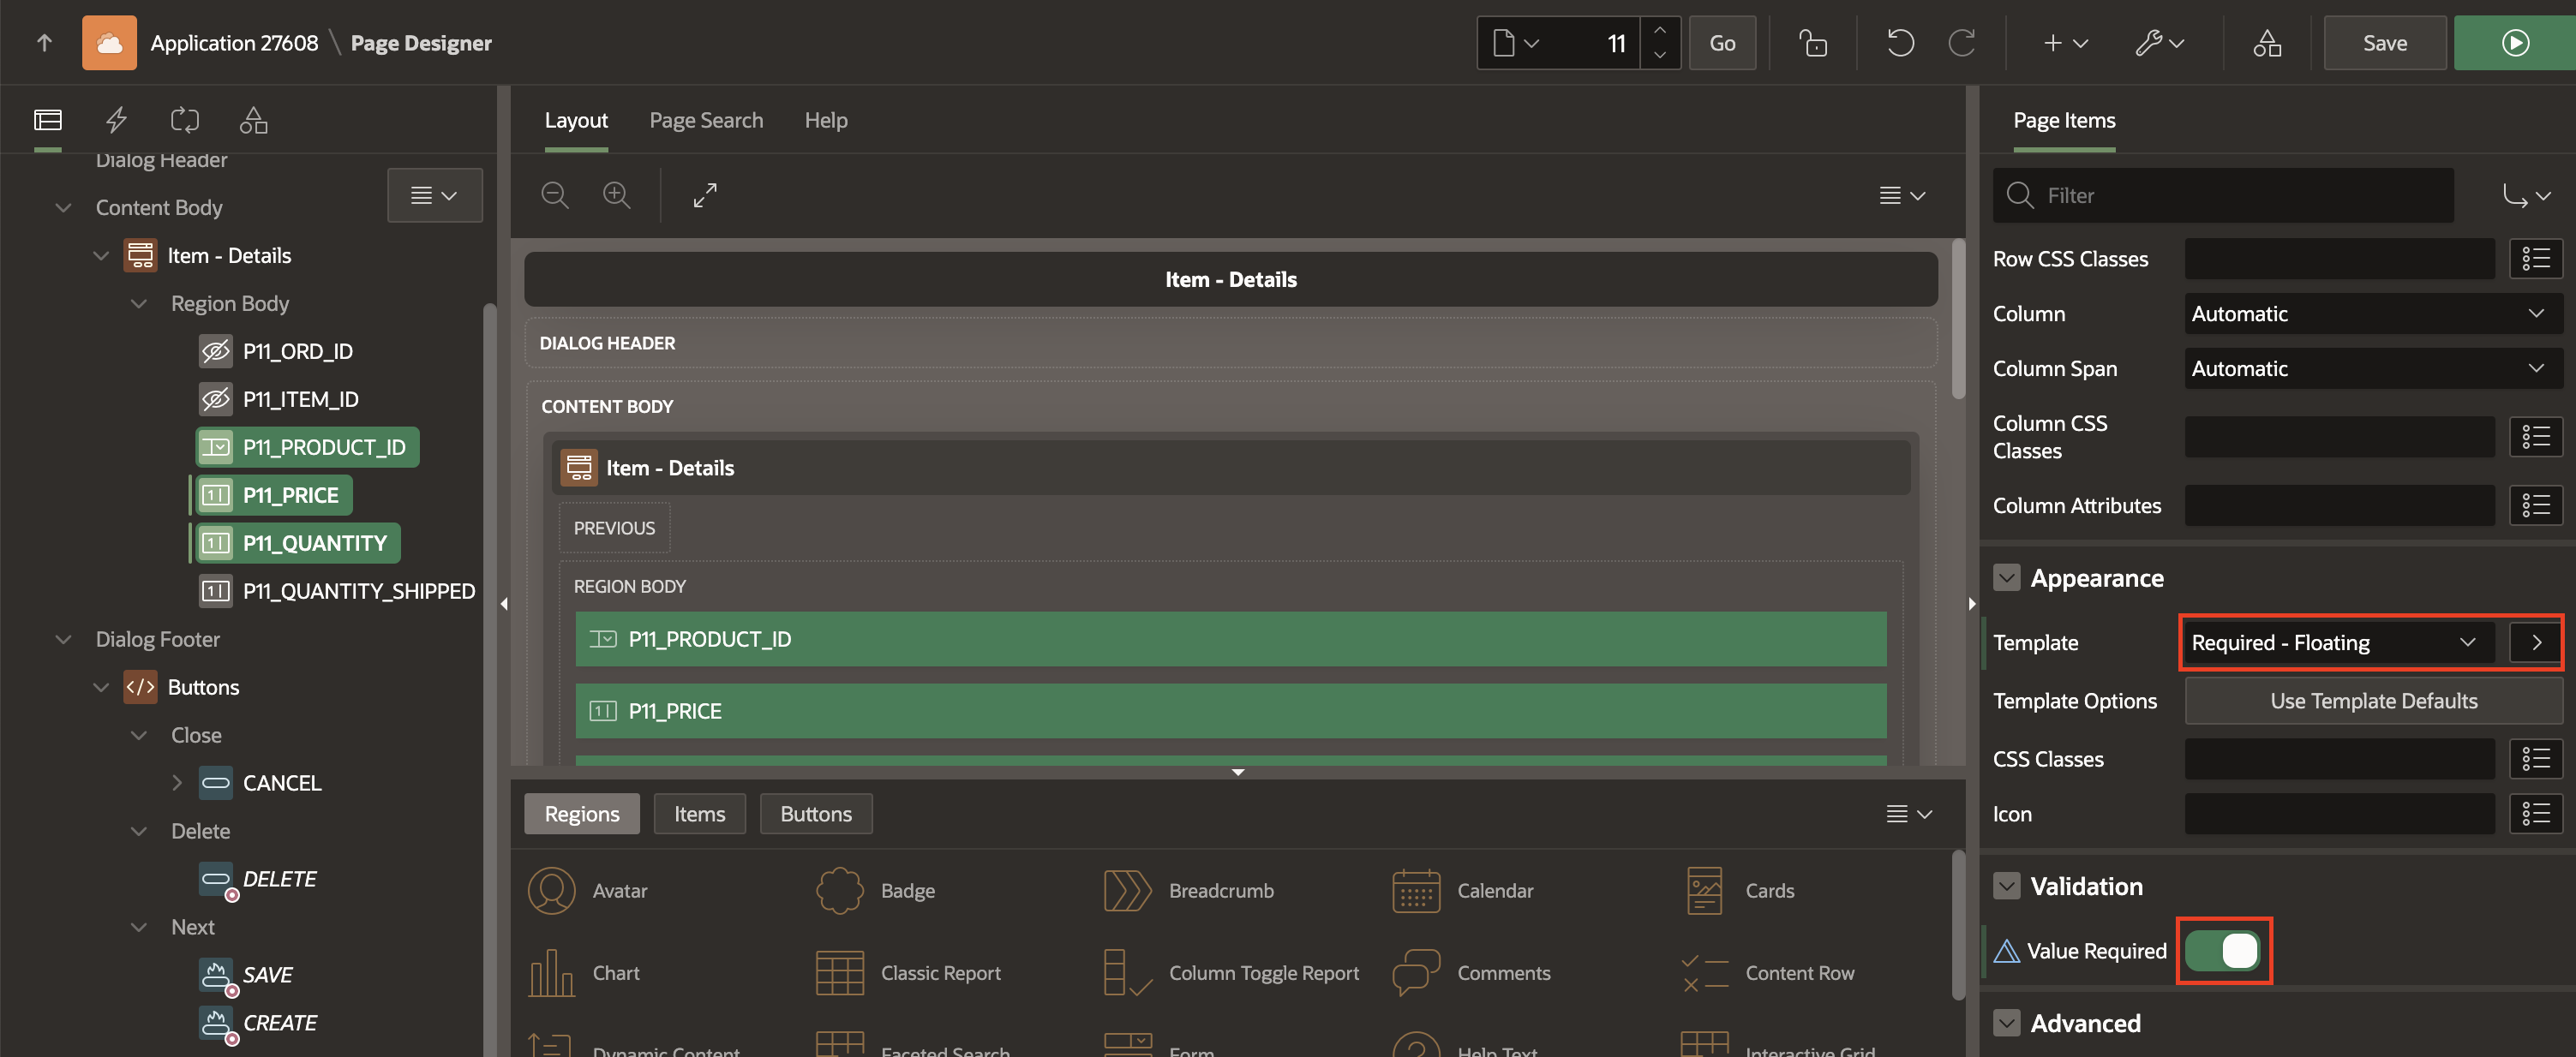 Application 27608 \ Page Designer
11
Go
Save
Dialog Header
Content Body
Item - Details
Region Body
P11_ORD_ID
P11_ITEM_ID
P11_PRODUCT_ID
P11_PRICE
P11_QUANTITY
P11_QUANTITY_SHIPPED
Dialog Footer
</> Buttons
Close
CANCEL
Delete
DELETE
Next
SAVE
CREATE
Layout Page Search Help
Item - Details
DIALOG HEADER
CONTENT BODY
Item - Details
PREVIOUS
REGION BODY
P11_PRODUCT_ID
P11_PRICE
Regions Items Buttons
Avatar Badge Breadcrumb Calendar Cards
Chart Classic Report Column Toggle Report Comments Content Row
Dynamic Content Faceted Search Form Help Text Interactive Grid
Page Items
Filter
Row CSS Classes
Column Automatic
Column Span Automatic
Column CSS
Classes
Column Attributes
Appearance
Template Required - Floating
Template Options Use Template Defaults
CSS Classes
Icon
Validation
Value Required
Advanced